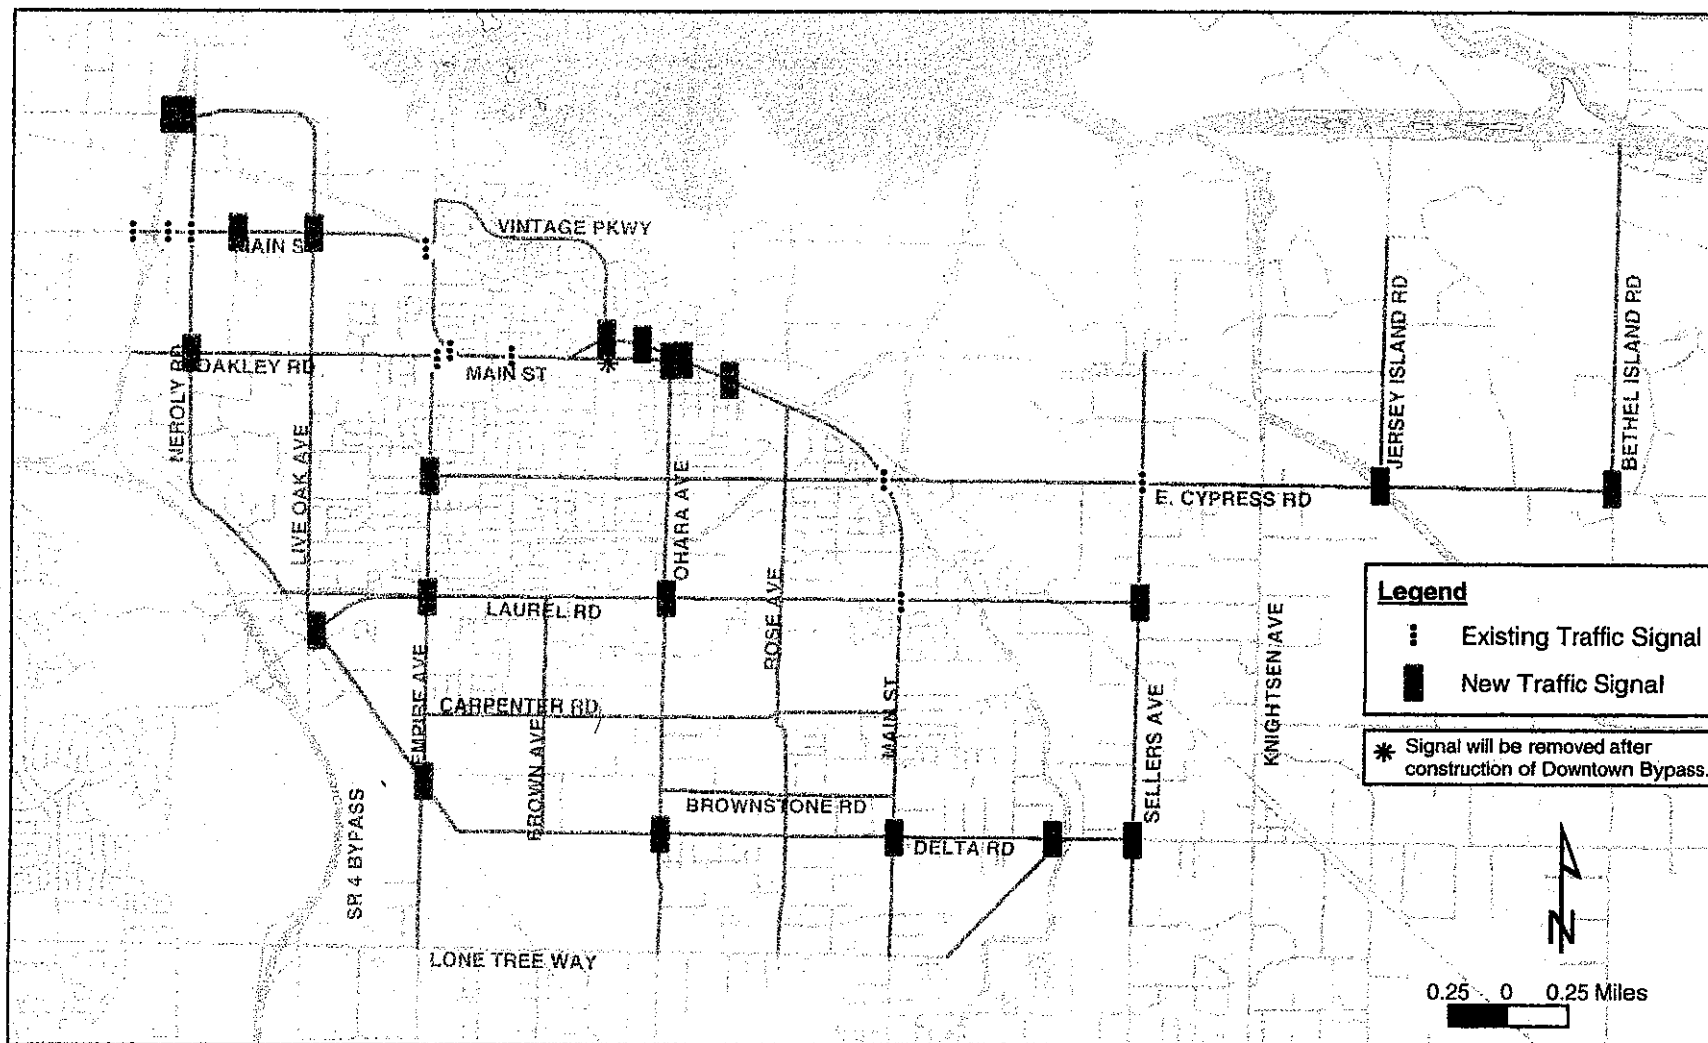 VINTAGE PKWY
MAIN S
OAKLEY RD
MAIN ST
NEROLY RD
LIVE OAK AVE
OHARA AVE
ROSE AVE
E. CYPRESS RD
JERSEY ISLAND RD
BETHEL ISLAND RD
LAUREL RD
EMPIRE AVE
CARPENTER RD
BROWN AVE
MAIN ST
SELLERS AVE
KNIGHTSEN AVE
BROWNSTONE RD
DELTA RD
SR 4 BYPASS
LONE TREE WAY
Legend
Existing Traffic Signal
New Traffic Signal
* Signal will be removed after
construction of Downtown Bypass.
N
0.25 0 0.25 Miles